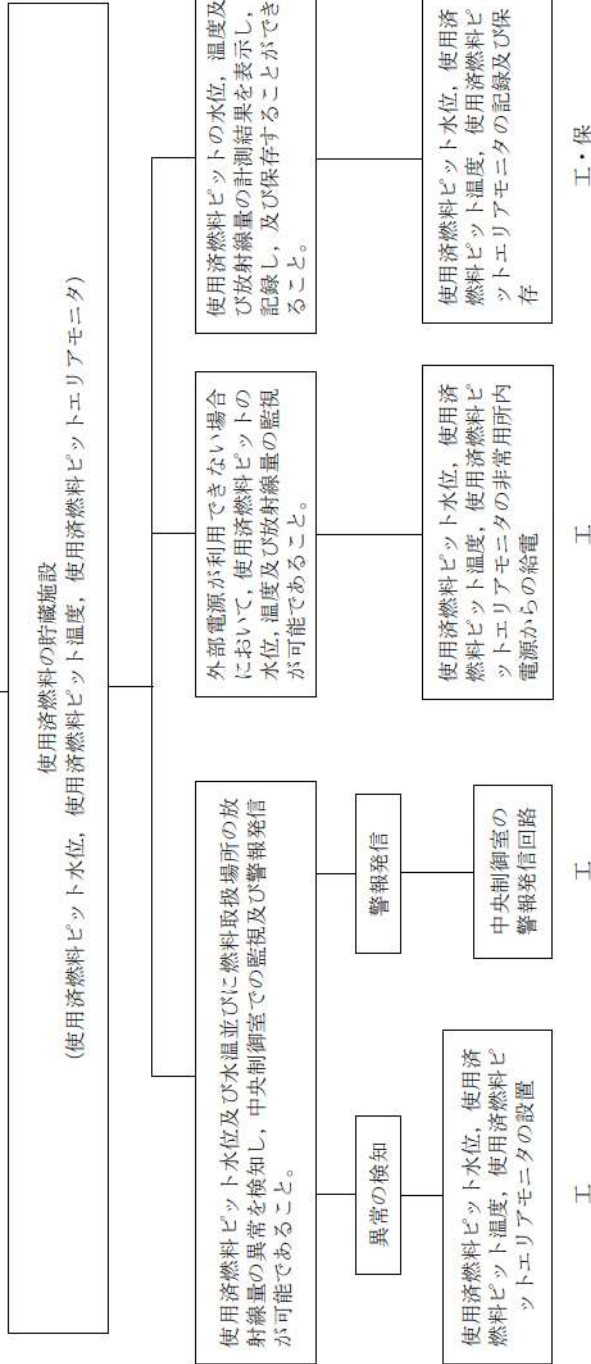 使用済燃料の貯蔵施設
(使用済燃料ピット水位，使用済燃料ピット温度，使用済燃料ピットエリアモニタ)
使用済燃料ピット水位及び水温並びに燃料取扱場所の放
射線量の異常を検知し，中央制御室での監視及び警報発信
が可能であること。
異常の検知
使用済燃料ピット水位，使用済
燃料ピット温度，使用済燃料ピ
ットエリアモニタの設置
工
警報発信
中央制御室の
警報発信回路
工
外部電源が利用できない場合
において，使用済燃料ピットの
水位，温度及び放射線量の監視
が可能であること。
使用済燃料ピット水位，使用済
燃料ピット温度，使用済燃料ピ
ットエリアモニタの非常用所内
電源からの給電
工
使用済燃料ピットの水位，温度及
び放射線量の計測結果を表示し，
記録し，及び保存することができ
ること。
使用済燃料ピット水位，使用済
燃料ピット温度，使用済燃料ピ
ットエリアモニタの記録及び保
存
工・保